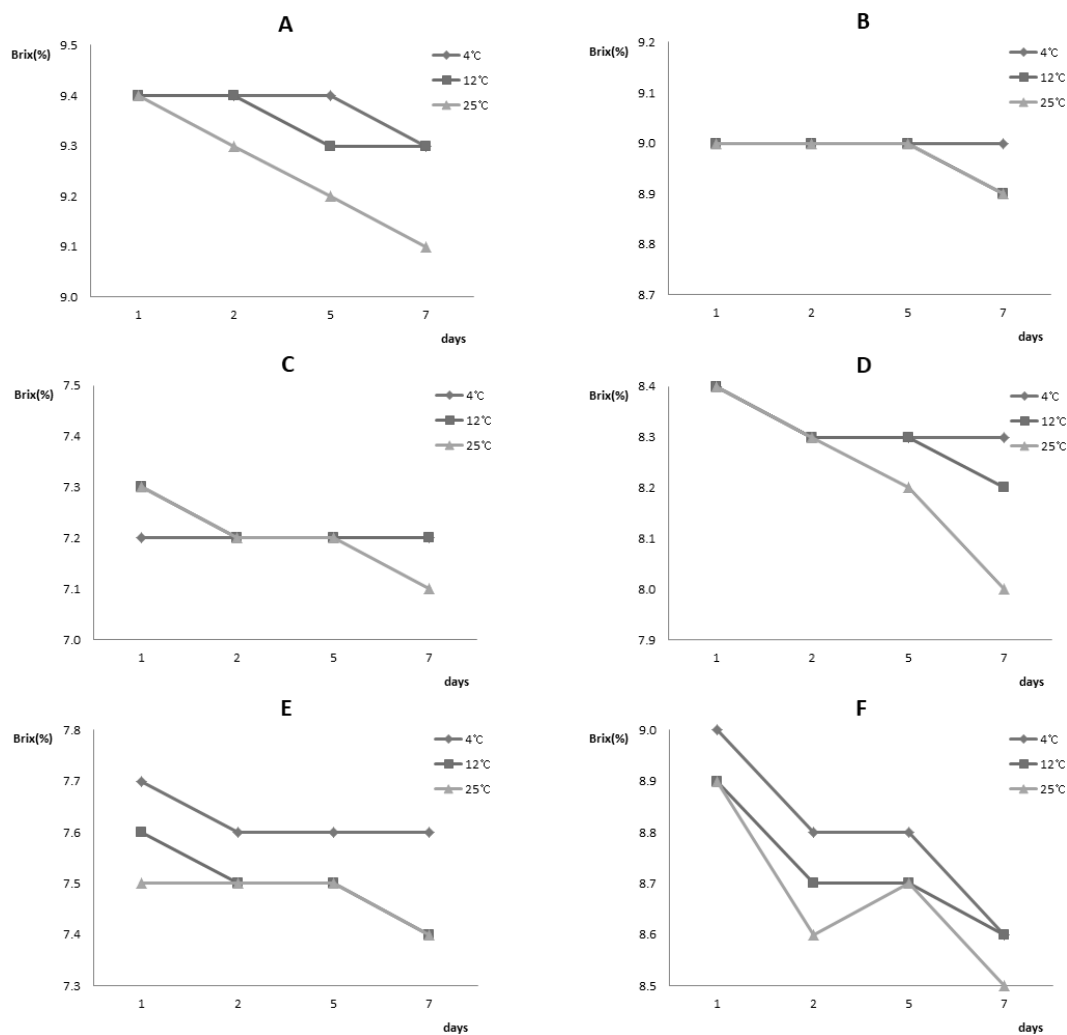 A
Brix(%)
9.5
9.4
9.3
9.2
9.1
9.0
1 2 5 7
days
4℃
12℃
25℃
B
Brix(%)
9.2
9.1
9.0
8.9
8.8
8.7
1 2 5 7
days
4℃
12℃
25℃
C
Brix(%)
7.5
7.4
7.3
7.2
7.1
7.0
1 2 5 7
days
4℃
12℃
25℃
D
Brix(%)
8.4
8.3
8.2
8.1
8.0
7.9
1 2 5 7
days
4℃
12℃
25℃
E
Brix(%)
7.8
7.7
7.6
7.5
7.4
7.3
1 2 5 7
days
4℃
12℃
25℃
F
Brix(%)
9.0
8.9
8.8
8.7
8.6
8.5
1 2 5 7
days
4℃
12℃
25℃